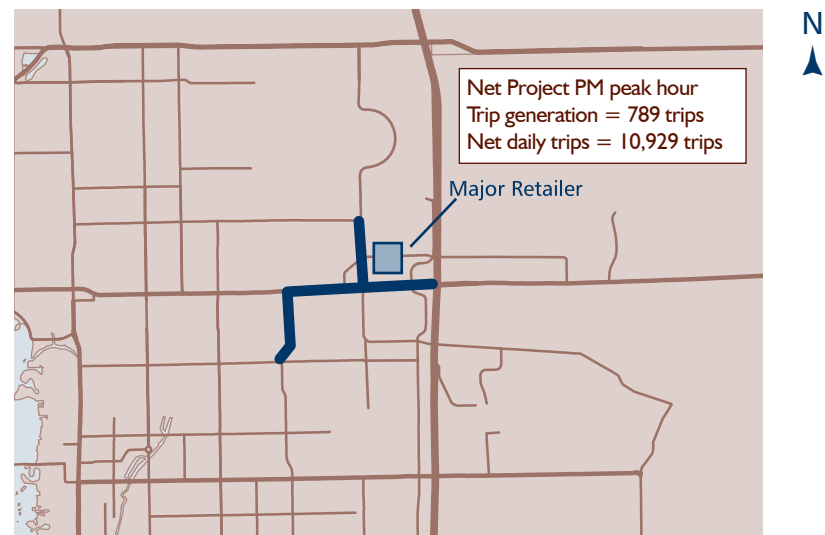 N
Net Project PM peak hour
Trip generation = 789 trips
Net daily trips = 10,929 trips
Major Retailer